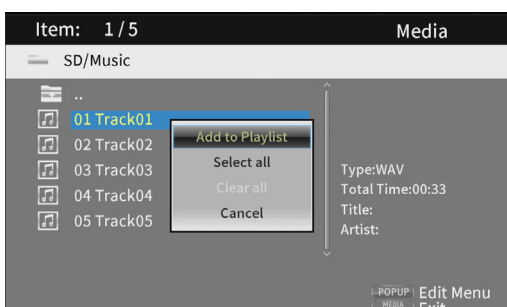 Item: 1/5 Media
SD/Music
..
01 Track01
02 Track02
03 Track03
04 Track04
05 Track05
Add to Playlist
Select all
Clear all
Cancel
Type:WAV
Total Time:00:33
Title:
Artist:
POPUP Edit Menu
MEDIA Exit